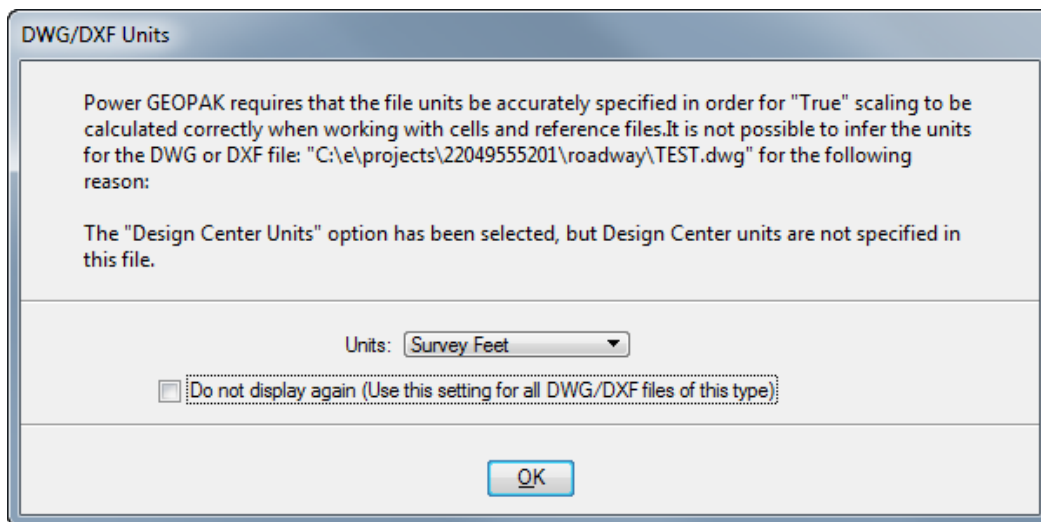 DWG/DXF Units
Power GEOPAK requires that the file units be accurately specified in order for "True" scaling to be
calculated correctly when working with cells and reference files.It is not possible to infer the units
for the DWG or DXF file: "C:\e\projects\22049555201\roadway\TEST.dwg" for the following
reason:
The "Design Center Units" option has been selected, but Design Center units are not specified in
this file.
Units: Survey Feet
Do not display again (Use this setting for all DWG/DXF files of this type)
OK